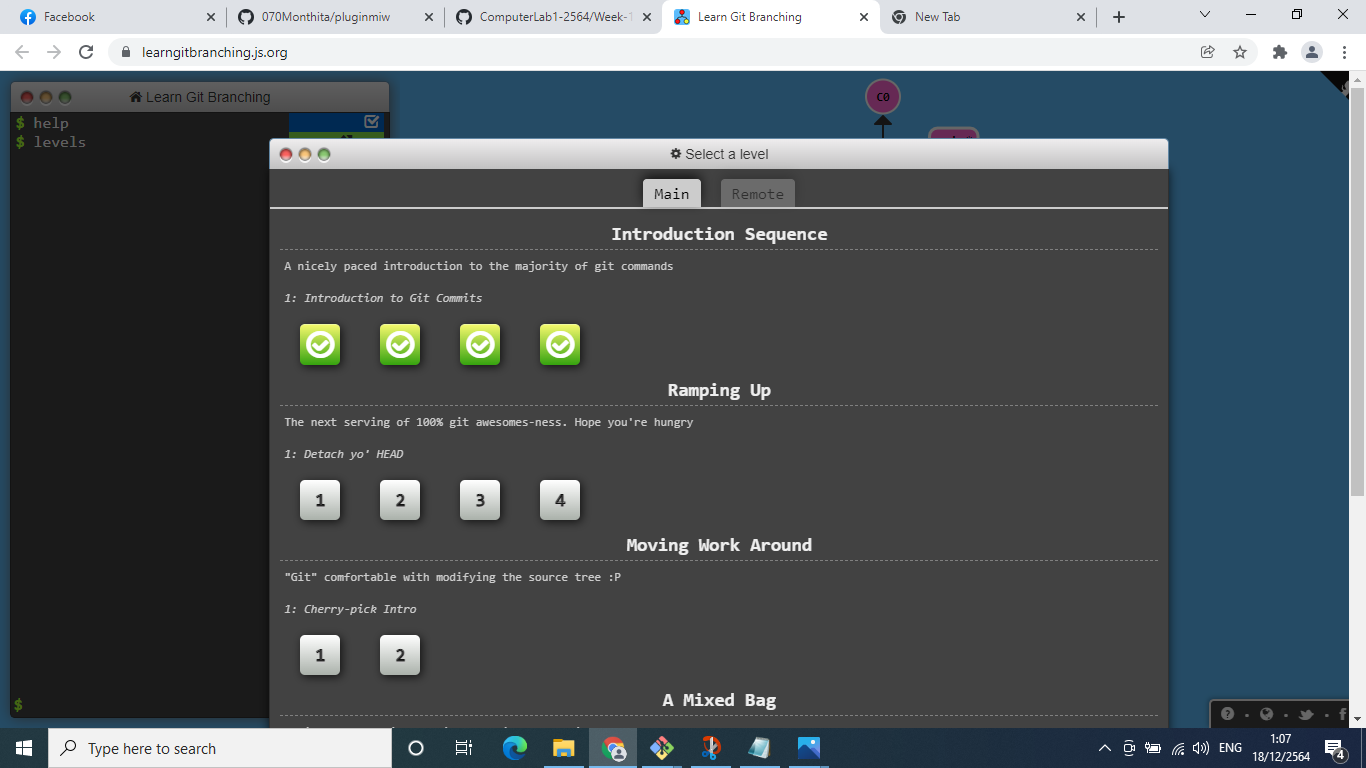 Facebook
070Monthita/pluginmiw
ComputerLab1-2564/Week-1
Learn Git Branching
New Tab
learngitbranching.js.org
Learn Git Branching
$ help
$ levels
C0
Select a level
Main
Remote
Introduction Sequence
A nicely paced introduction to the majority of git commands
1: Introduction to Git Commits
Ramping Up
The next serving of 100% git awesomes-ness. Hope you're hungry
1: Detach yo' HEAD
1 2 3 4
Moving Work Around
"Git" comfortable with modifying the source tree :P
1: Cherry-pick Intro
1 2
A Mixed Bag
$
Type here to search
ENG
1:07
18/12/2564
4